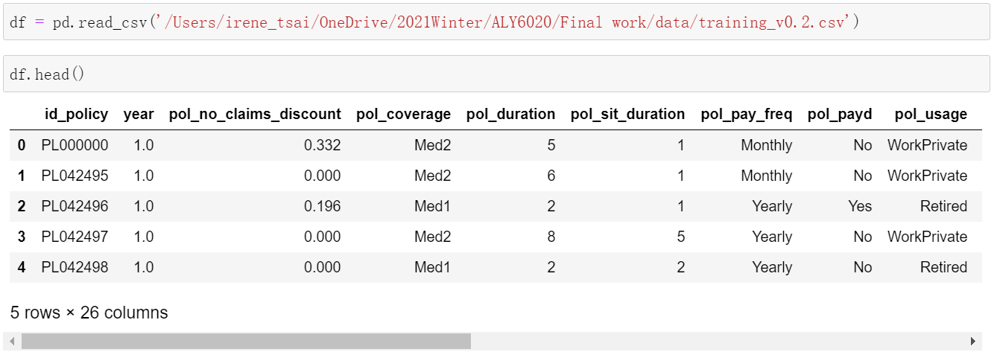 df = pd.read_csv('/Users/irene_tsai/OneDrive/2021Winter/ALY6020/Final work/data/training_v0.2.csv')
df.head()
id_policy year pol_no_claims_discount pol_coverage pol_duration pol_sit_duration pol_pay_freq pol_payd pol_usage
0 PL000000 1.0 0.332 Med2 5 1 Monthly No WorkPrivate
1 PL042495 1.0 0.000 Med2 6 1 Monthly No WorkPrivate
2 PL042496 1.0 0.196 Med1 2 1 Yearly Yes Retired
3 PL042497 1.0 0.000 Med2 8 5 Yearly No WorkPrivate
4 PL042498 1.0 0.000 Med1 2 2 Yearly No Retired
5 rows × 26 columns